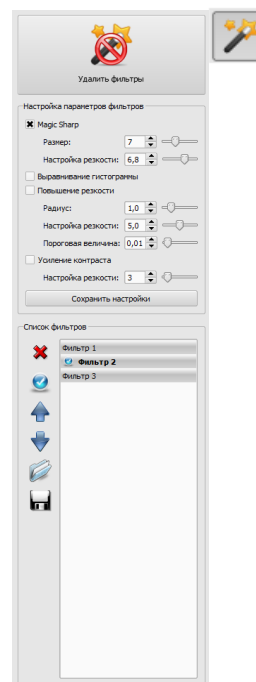 Удалить фильтры
Настройка параметров фильтров
Magic Sharp
Размер: 7
Настройка резкости: 6,8
Выравнивание гистограммы
Повышение резкости
Радиус: 1,0
Настройка резкости: 5,0
Пороговая величина: 0,01
Усиление контраста
Настройка резкости: 3
Сохранить настройки
Список фильтров
Фильтр 1
Фильтр 2
Фильтр 3